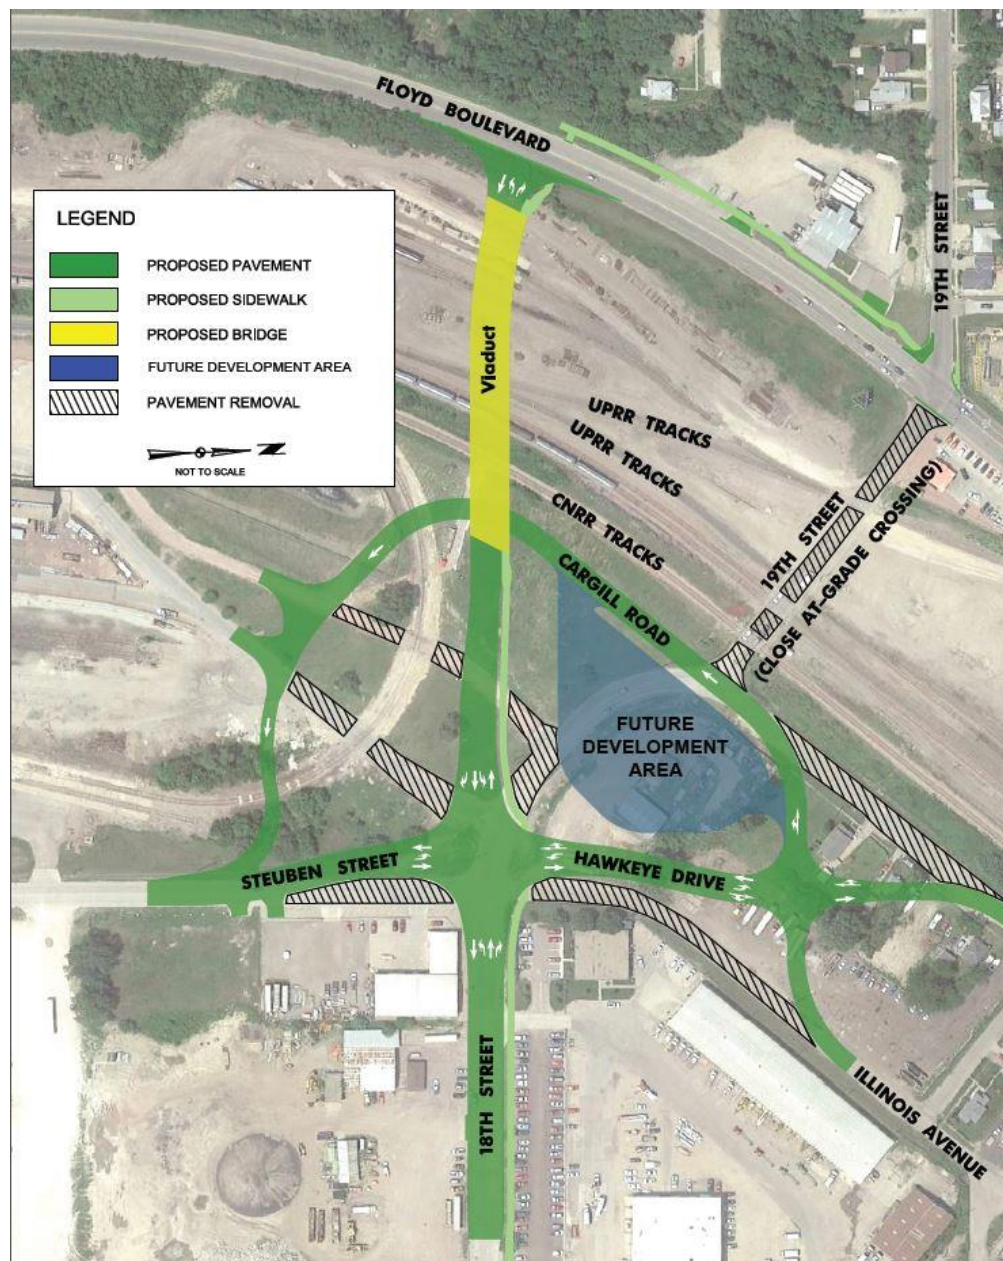 FLOYD BOULEVARD
19TH STREET
LEGEND
PROPOSED PAVEMENT
PROPOSED SIDEWALK
PROPOSED BRIDGE
FUTURE DEVELOPMENT AREA
PAVEMENT REMOVAL
NOT TO SCALE
Viaduct
UPRR TRACKS
UPRR TRACKS
CNRR TRACKS
19TH STREET
(CLOSE AT-GRADE CROSSING)
CARGILL ROAD
FUTURE
DEVELOPMENT
AREA
STEUBEN STREET
HAWKEYE DRIVE
18TH STREET
ILLINOIS AVENUE